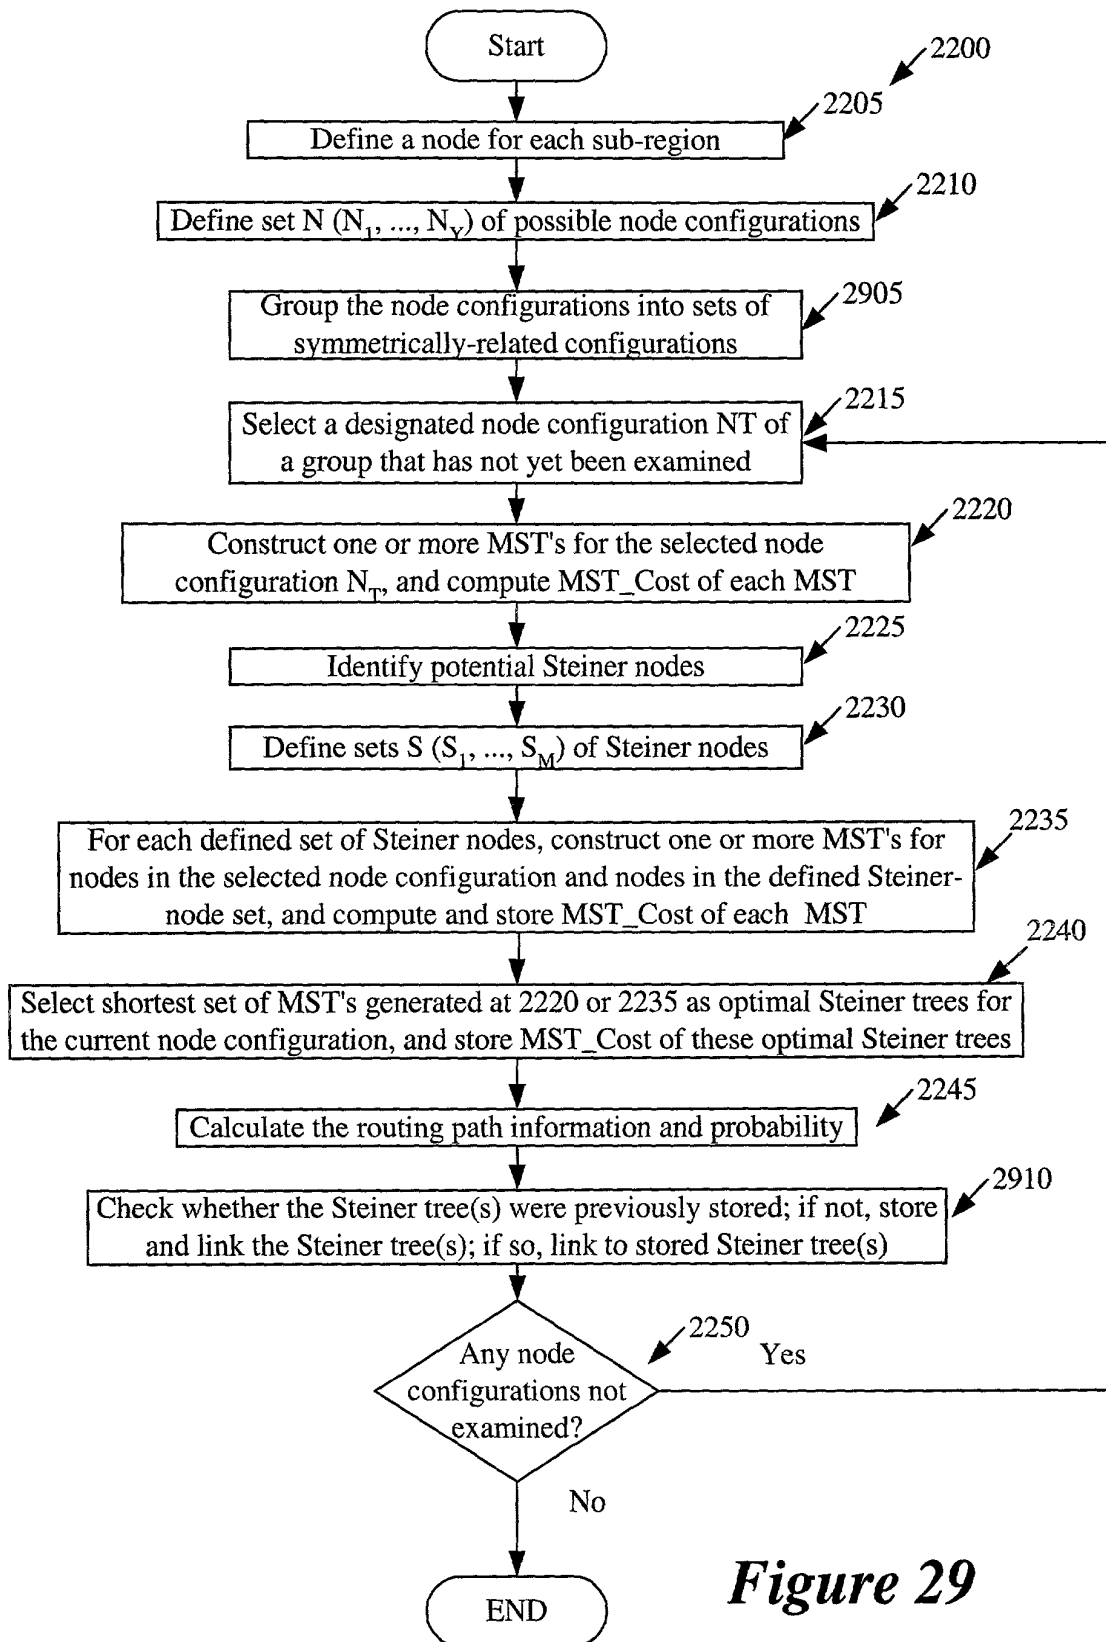 Start
2200
2205
Define a node for each sub-region
2210
Define set N (N1, ..., NY) of possible node configurations
2905
Group the node configurations into sets of
symmetrically-related configurations
2215
Select a designated node configuration NT of
a group that has not yet been examined
2220
Construct one or more MST's for the selected node
configuration NT, and compute MST_Cost of each MST
2225
Identify potential Steiner nodes
2230
Define sets S (S1, ..., SM) of Steiner nodes
2235
For each defined set of Steiner nodes, construct one or more MST's for
nodes in the selected node configuration and nodes in the defined Steiner-
node set, and compute and store MST_Cost of each MST
2240
Select shortest set of MST's generated at 2220 or 2235 as optimal Steiner trees for
the current node configuration, and store MST_Cost of these optimal Steiner trees
2245
Calculate the routing path information and probability
2910
Check whether the Steiner tree(s) were previously stored; if not, store
and link the Steiner tree(s); if so, link to stored Steiner tree(s)
2250
Yes
Any node
configurations not
examined?
No
END
Figure 29